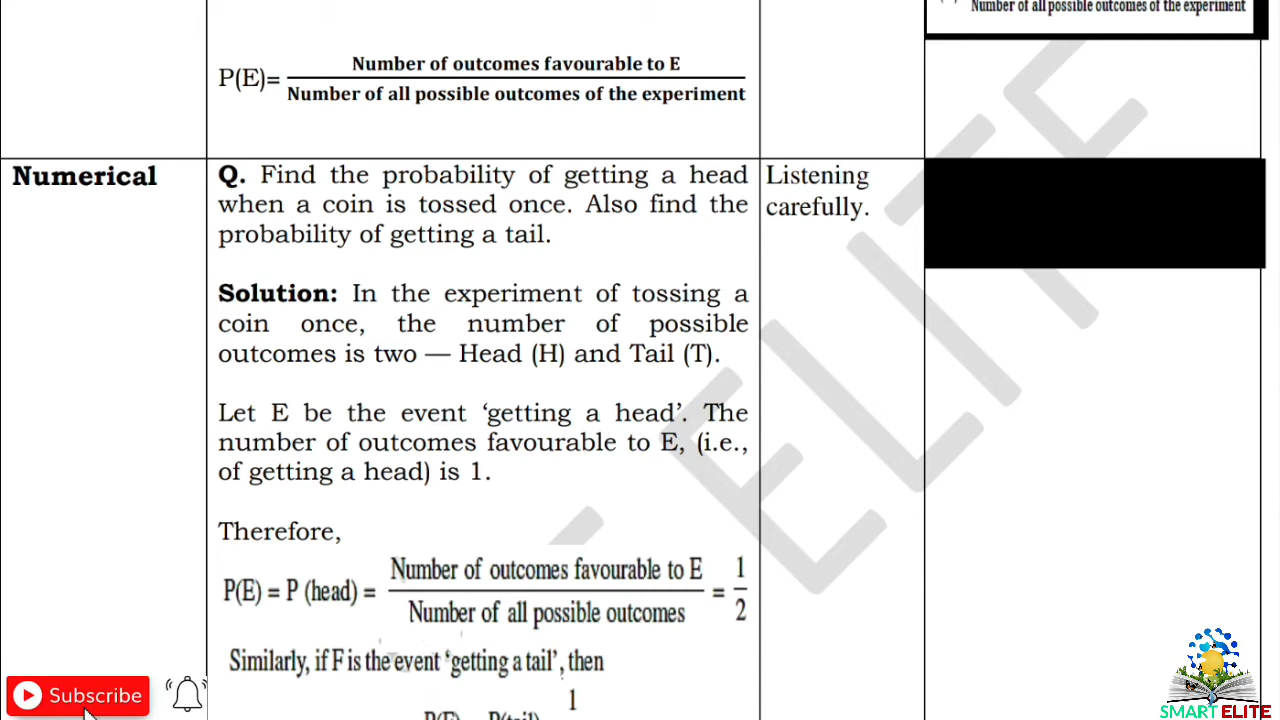 Number of all possible outcomes of the experiment
Number of outcomes favourable to E
P(E)=
Number of all possible outcomes of the experiment
Numerical
Q. Find the probability of getting a head
when a coin is tossed once. Also find the
probability of getting a tail.
Listening
carefully.
Solution: In the experiment of tossing a
coin once, the number of possible
outcomes is two — Head (H) and Tail (T).
Let E be the event ‘getting a head’. The
number of outcomes favourable to E, (i.e.,
of getting a head) is 1.
Therefore,
P(E) = P (head) = Number of outcomes favourable to E = 1
Number of all possible outcomes 2
Similarly, if F is the event ‘getting a tail’, then
1
P(tail)
Subscribe
SMART ELITE
ELITE